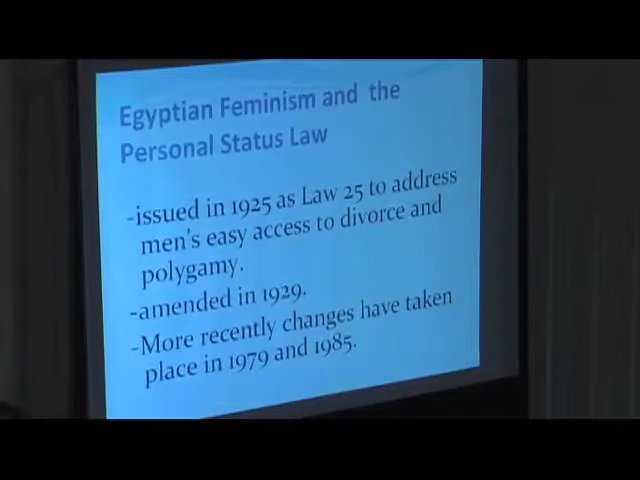 Egyptian Feminism and the
Personal Status Law
-issued in 1925 as Law 25 to address
men's easy access to divorce and
polygamy.
-amended in 1929.
-More recently changes have taken
place in 1979 and 1985.